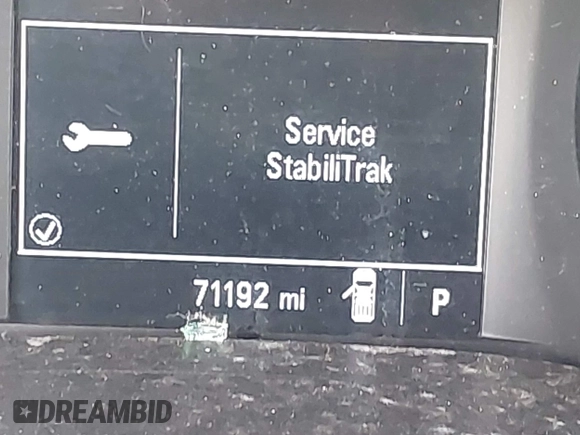 Service
StabiliTrak
71192 mi
P
DREAMBID